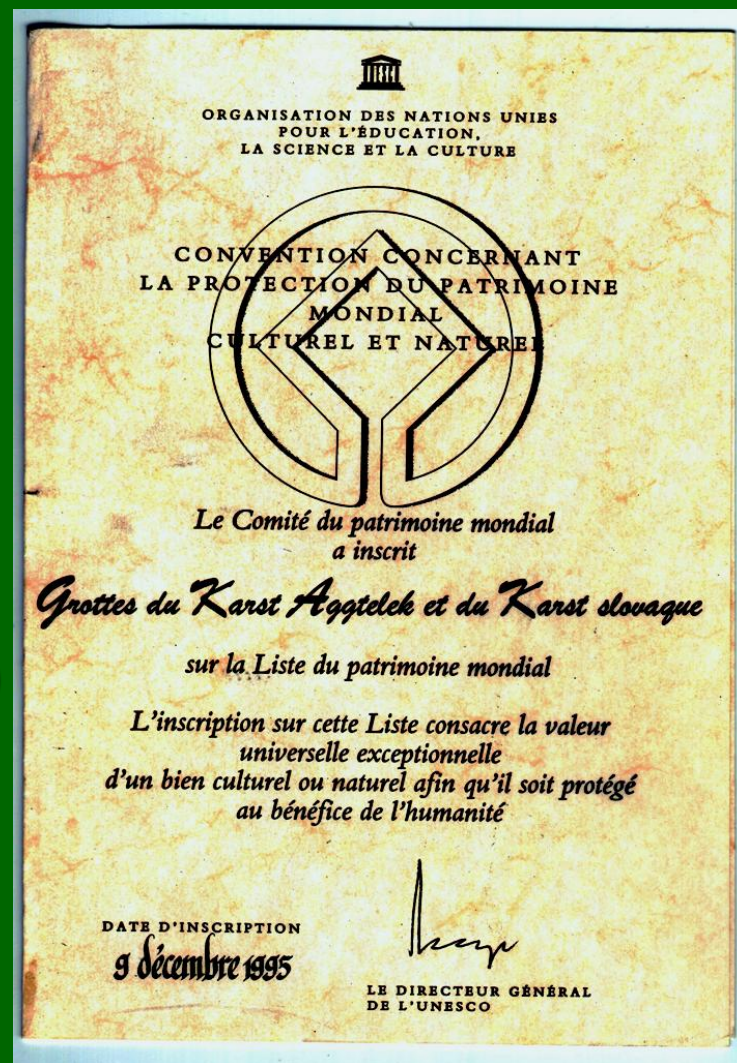 ORGANISATION DES NATIONS UNIES
POUR L'ÉDUCATION,
LA SCIENCE ET LA CULTURE
CONVENTION CONCERNANT
LA PROTECTION DU PATRIMOINE
MONDIAL
CULTUREL ET NATUREL
Le Comité du patrimoine mondial
a inscrit
Grottes du Karst Aggtelek et du Karst slovaque
sur la Liste du patrimoine mondial
L'inscription sur cette Liste consacre la valeur
universelle exceptionnelle
d'un bien culturel ou naturel afin qu'il soit protégé
au bénéfice de l'humanité
DATE D'INSCRIPTION
9 décembre 1995
LE DIRECTEUR GÉNÉRAL
DE L'UNESCO